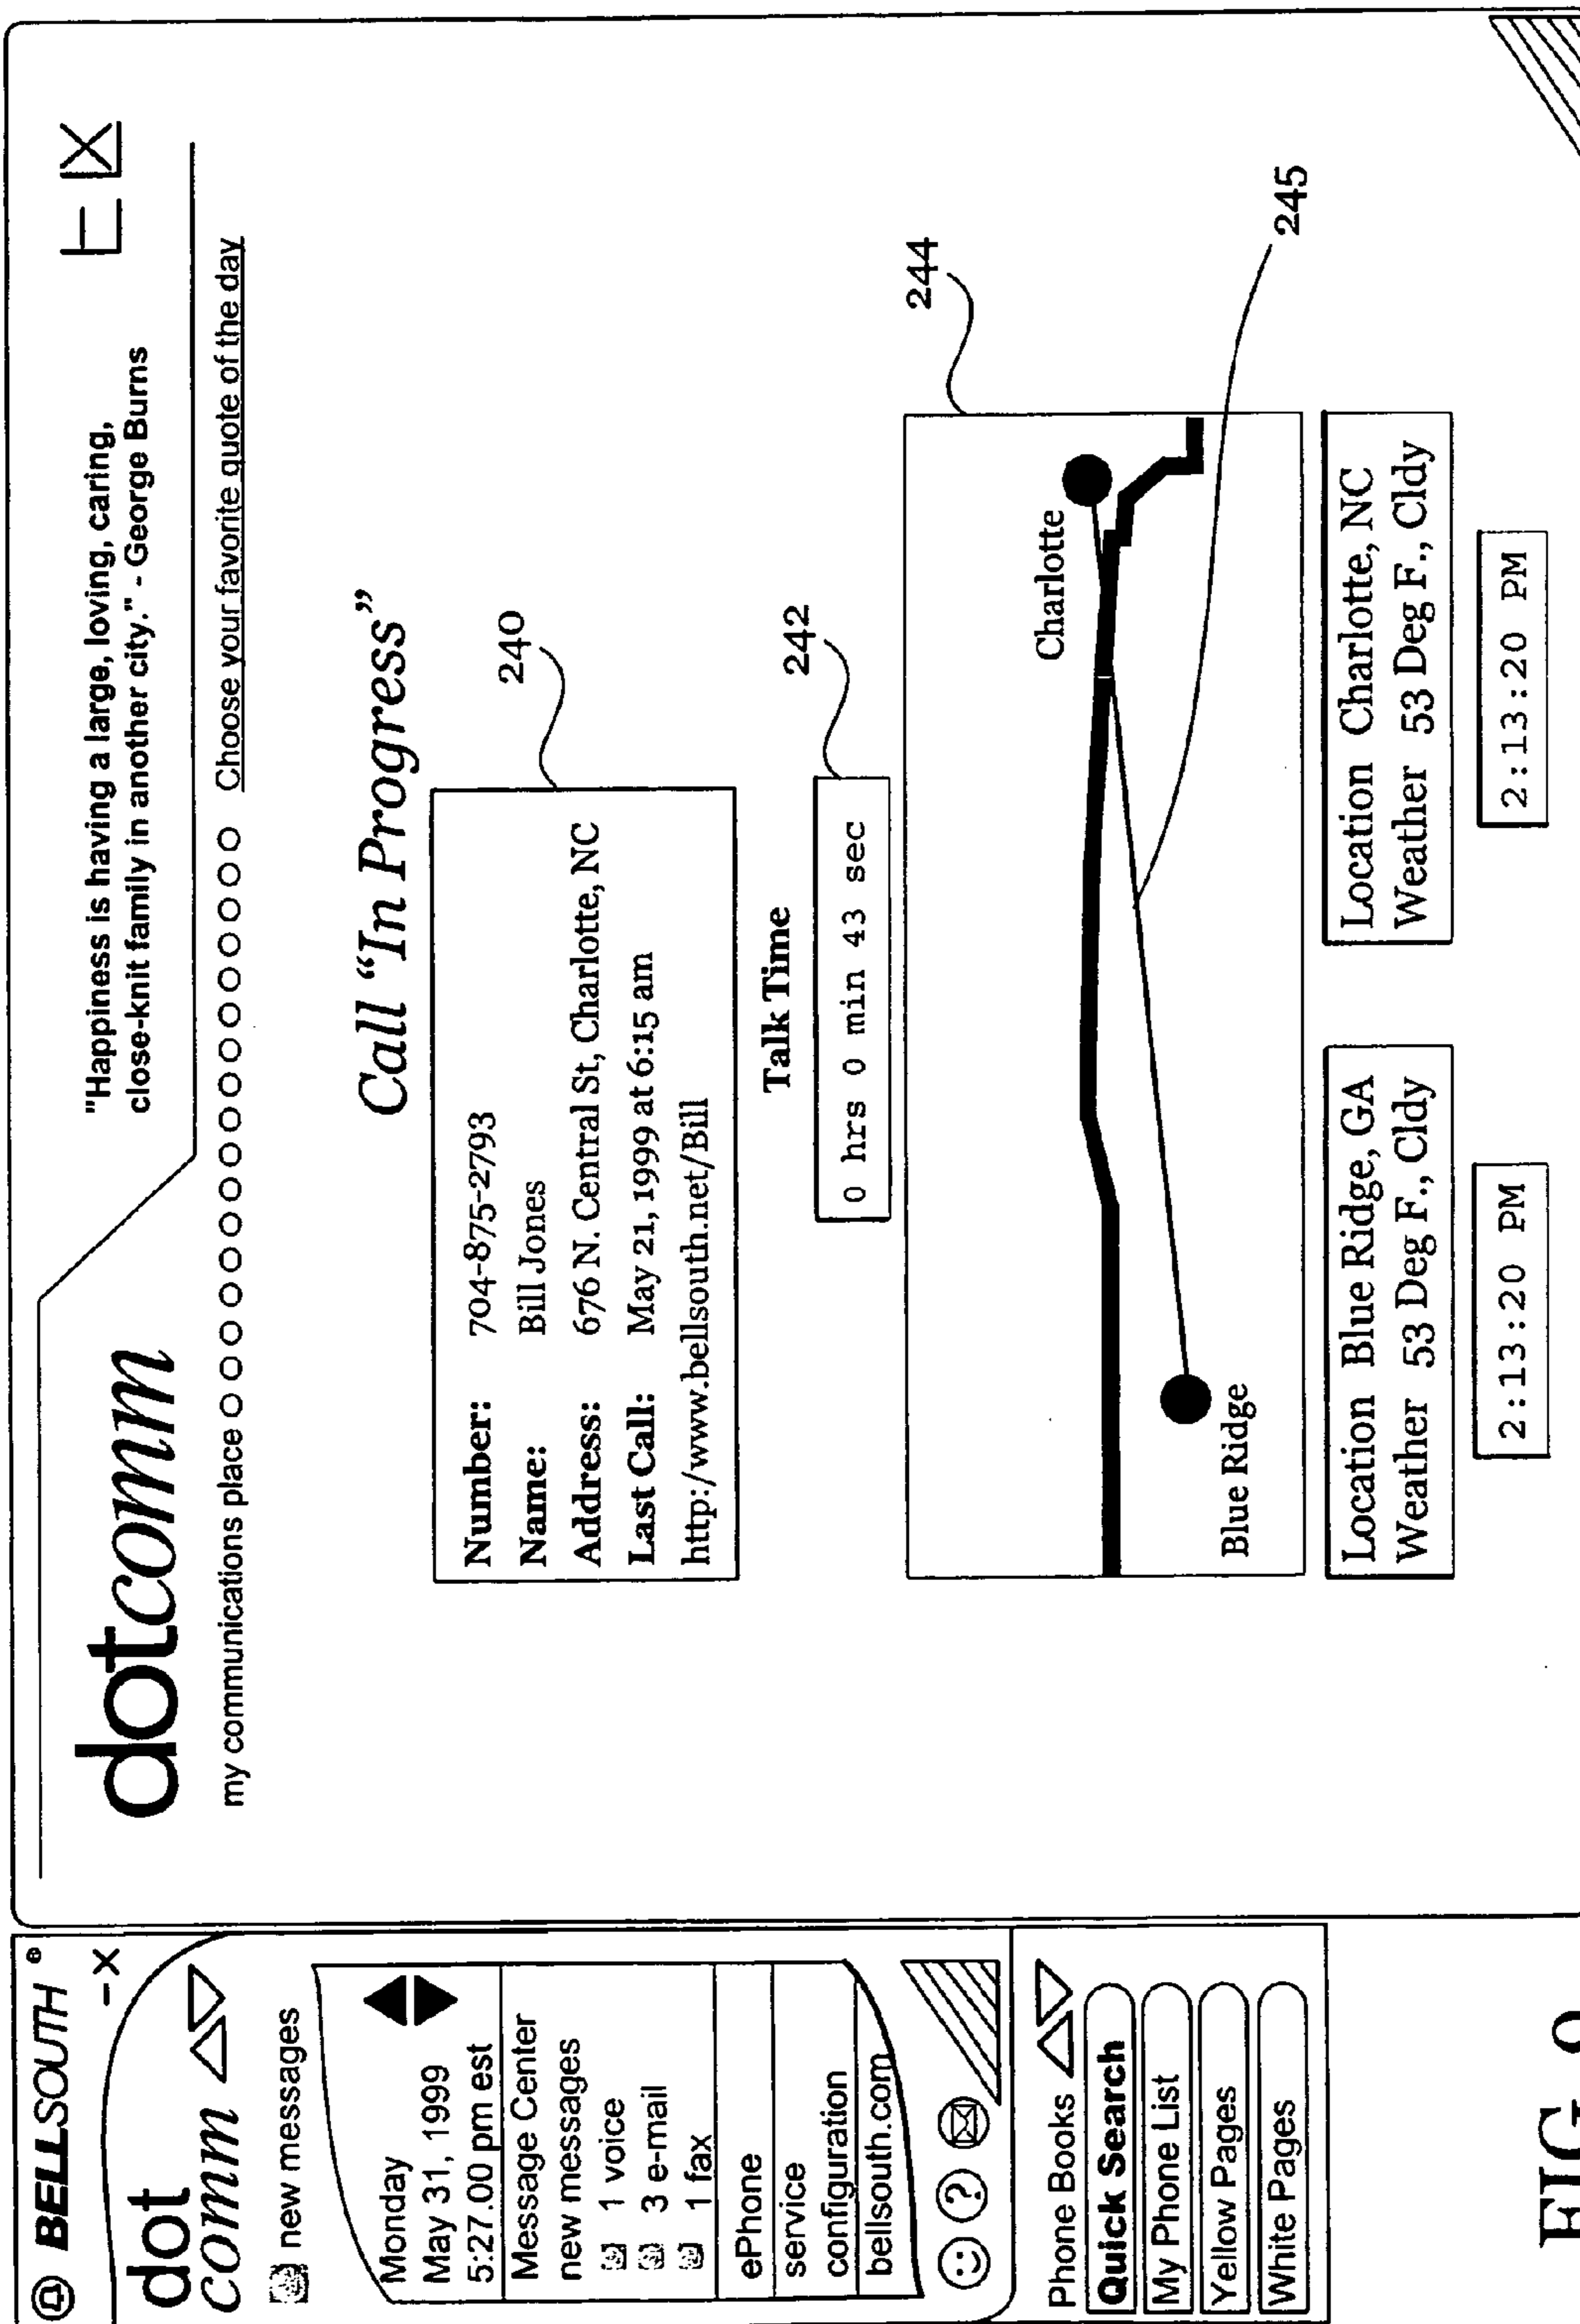 BELLSOUTH ®
– X
dot
comm
new messages
Monday
May 31, 1999
5:27.00 pm est
Message Center
new messages
1 voice
3 e-mail
1 fax
ePhone
service
configuration
bellsouth.com
?
Phone Books
Quick Search
My Phone List
Yellow Pages
White Pages
dotcomm
"Happiness is having a large, loving, caring,
close-knit family in another city." - George Burns
my communications place Choose your favorite quote of the day
Call “In Progress”
240
Number: 704-875-2793
Name: Bill Jones
Address: 676 N. Central St, Charlotte, NC
Last Call: May 21, 1999 at 6:15 am
http:/www.bellsouth.net/Bill
Talk Time
242
0 hrs 0 min 43 sec
244
Charlotte
Blue Ridge
245
Location Blue Ridge, GA
Weather 53 Deg F., Cldy
2:13:20 PM
Location Charlotte, NC
Weather 53 Deg F., Cldy
2:13:20 PM
FIG